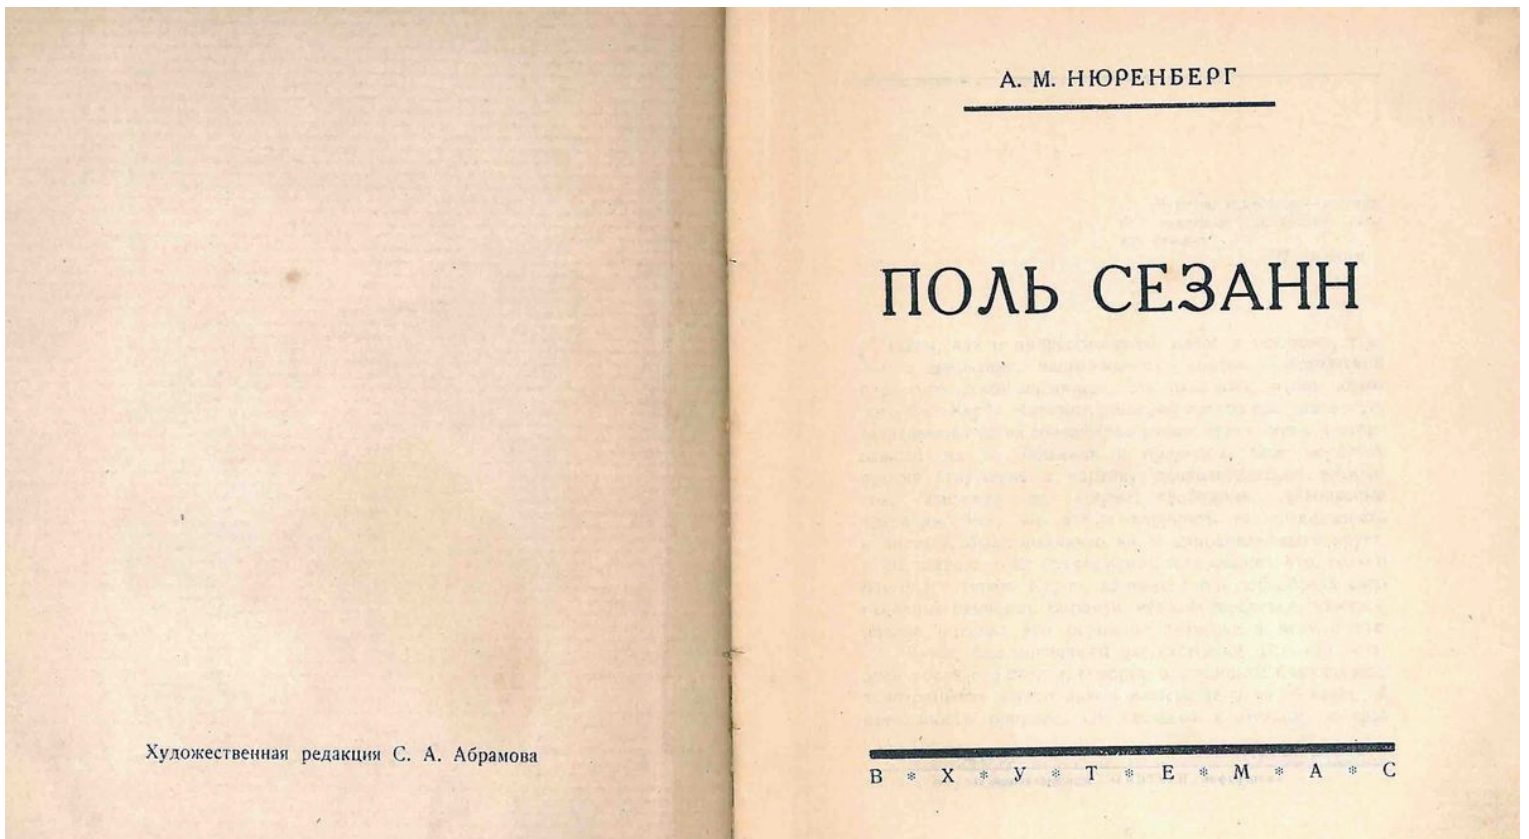 Художественная редакция С. А. Абрамова
А. М. НЮРЕНБЕРГ
ПОЛЬ СЕЗАНН
В * Х * У * Т * Е * М * А * С